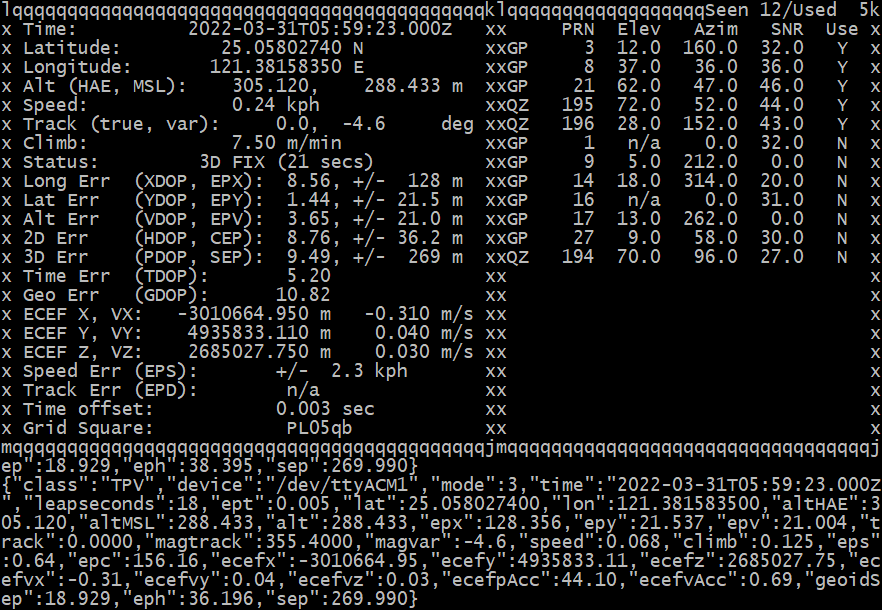 lqqqqqqqqqqqqqqqqqqqqqqqqqqqqqqqqqqqqqqqqqqqklqqqqqqqqqqqqqqqqqqSeen 12/Used  5k
x Time:          2022-03-31T05:59:23.000Z   xx     PRN  Elev   Azim   SNR  Use x
x Latitude:         25.05802740 N           xxGP     3  12.0  160.0  32.0   Y  x
x Longitude:       121.38158350 E           xxGP     8  37.0   36.0  36.0   Y  x
x Alt (HAE, MSL):    305.120,    288.433 m  xxGP    21  62.0   47.0  46.0   Y  x
x Speed:             0.24 kph               xxQZ   195  72.0   52.0  44.0   Y  x
x Track (true, var):     0.0,  -4.6     deg xxQZ   196  28.0  152.0  43.0   Y  x
x Climb:             7.50 m/min             xxGP     1   n/a    0.0  32.0   N  x
x Status:         3D FIX (21 secs)          xxGP     9   5.0  212.0   0.0   N  x
x Long Err  (XDOP, EPX):  8.56, +/-  128 m  xxGP    14  18.0  314.0  20.0   N  x
x Lat Err   (YDOP, EPY):  1.44, +/- 21.5 m  xxGP    16   n/a    0.0  31.0   N  x
x Alt Err   (VDOP, EPV):  3.65, +/- 21.0 m  xxGP    17  13.0  262.0   0.0   N  x
x 2D Err    (HDOP, CEP):  8.76, +/- 36.2 m  xxGP    27   9.0   58.0  30.0   N  x
x 3D Err    (PDOP, SEP):  9.49, +/-  269 m  xxQZ   194  70.0   96.0  27.0   N  x
x Time Err  (TDOP):       5.20              xx                                 x
x Geo Err   (GDOP):      10.82              xx                                 x
x ECEF X, VX:   -3010664.950 m   -0.310 m/s xx                                 x
x ECEF Y, VY:    4935833.110 m    0.040 m/s xx                                 x
x ECEF Z, VZ:    2685027.750 m    0.030 m/s xx                                 x
x Speed Err (EPS):       +/-  2.3 kph       xx                                 x
x Track Err (EPD):        n/a               xx                                 x
x Time offset:           0.003 sec          xx                                 x
x Grid Square:            PL05qb            xx                                 x
mqqqqqqqqqqqqqqqqqqqqqqqqqqqqqqqqqqqqqqqqqqqjmqqqqqqqqqqqqqqqqqqqqqqqqqqqqqqqqqj
ep":18.929,"eph":38.395,"sep":269.990}
{"class":"TPV","device":"/dev/ttyACM1","mode":3,"time":"2022-03-31T05:59:23.000Z
","leapseconds":18,"ept":0.005,"lat":25.058027400,"lon":121.381583500,"altHAE":3
05.120,"altMSL":288.433,"alt":288.433,"epx":128.356,"epy":21.537,"epv":21.004,"t
rack":0.0000,"magtrack":355.4000,"magvar":-4.6,"speed":0.068,"climb":0.125,"eps"
:0.64,"epc":156.16,"ecefx":-3010664.95,"ecefy":4935833.11,"ecefz":2685027.75,"ec
efvx":-0.31,"ecefvy":0.04,"ecefvz":0.03,"ecefpAcc":44.10,"ecefvAcc":0.69,"geoidS
ep":18.929,"eph":36.196,"sep":269.990}